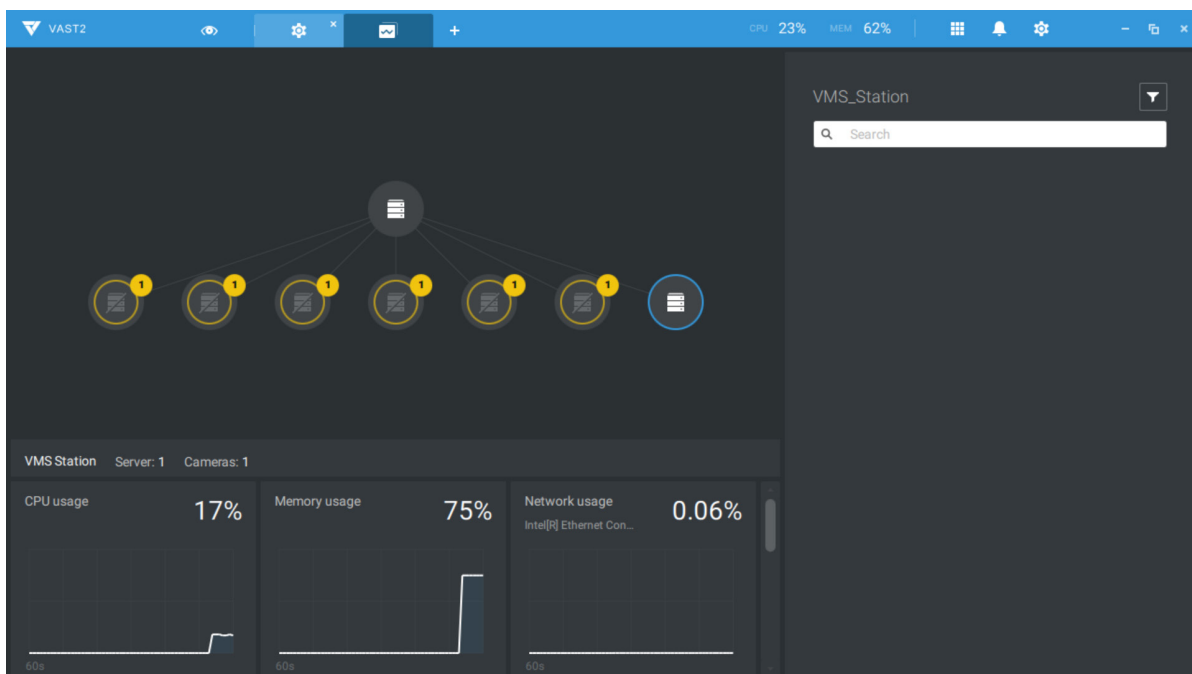 VAST2
CPU 23% MEM 62%
VMS_Station
Search
1 1 1 1 1 1
VMS Station Server: 1 Cameras: 1
CPU usage 17%
Memory usage 75%
Network usage 0.06%
Intel[R] Ethernet Con...
60s 60s 60s